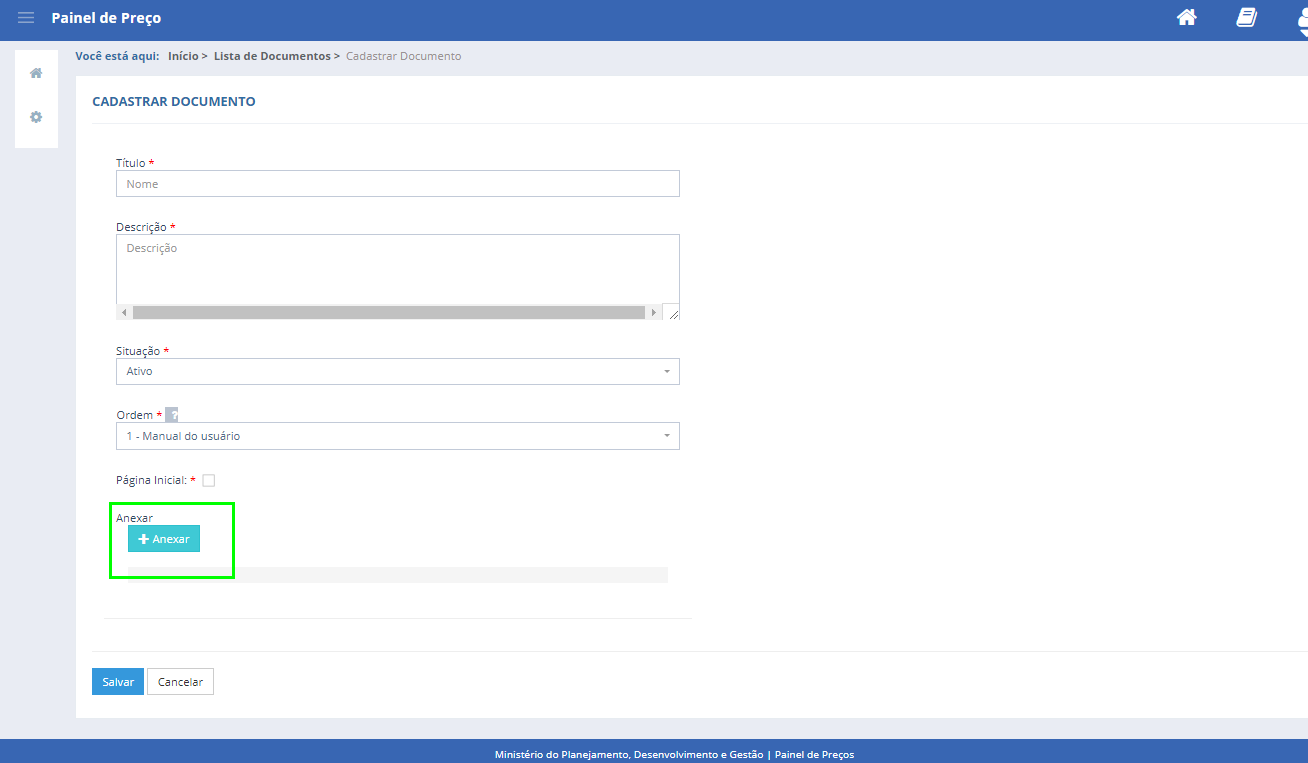 Painel de Preço
Você está aqui: Início > Lista de Documentos > Cadastrar Documento
CADASTRAR DOCUMENTO
Título *
Nome
Descrição *
Descrição
Situação *
Ativo
Ordem * ?
1 - Manual do usuário
Página Inicial: *
Anexar
+ Anexar
Salvar Cancelar
Ministério do Planejamento, Desenvolvimento e Gestão | Painel de Preços